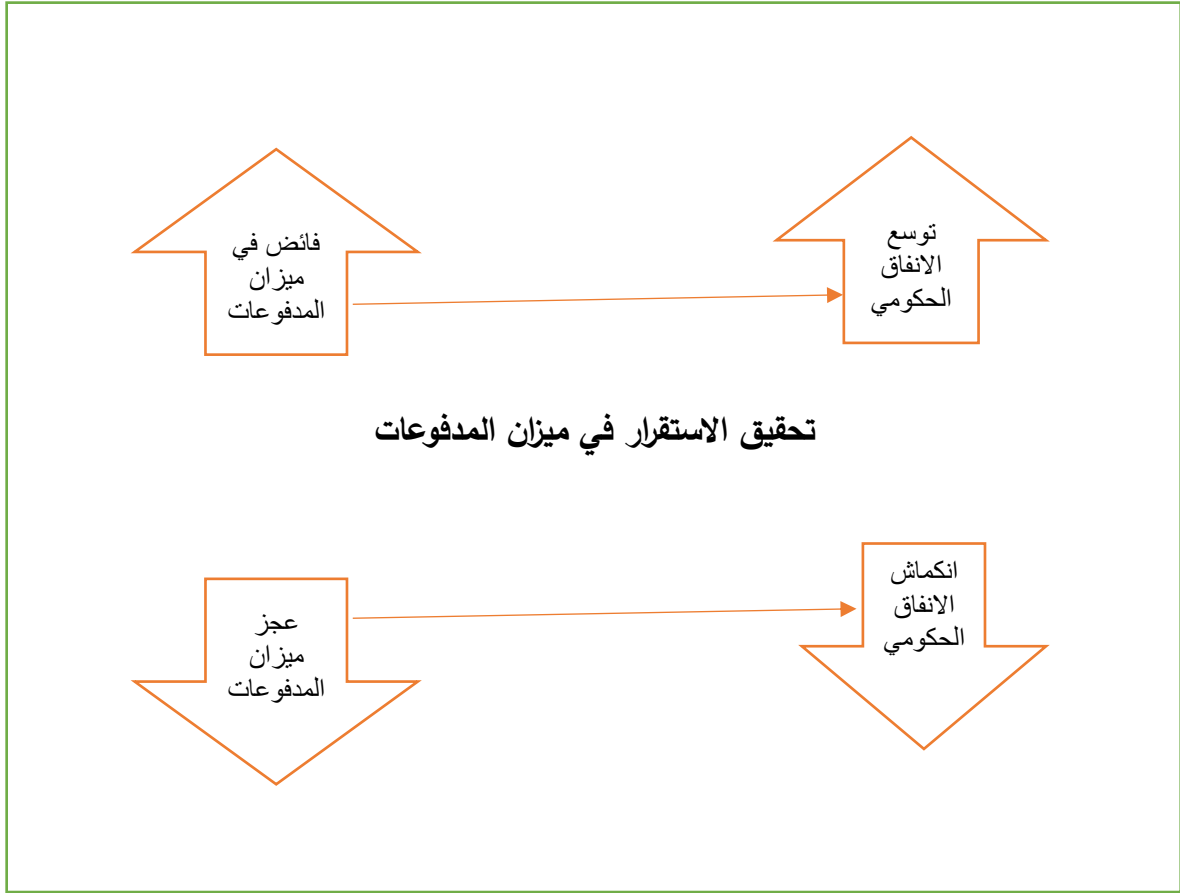 توسع
الانفاق
الحكومي
فائض في
ميزان
المدفوعات
تحقيق الاستقرار في ميزان المدفوعات
انكماش
الانفاق
الحكومي
عجز
ميزان
المدفوعات